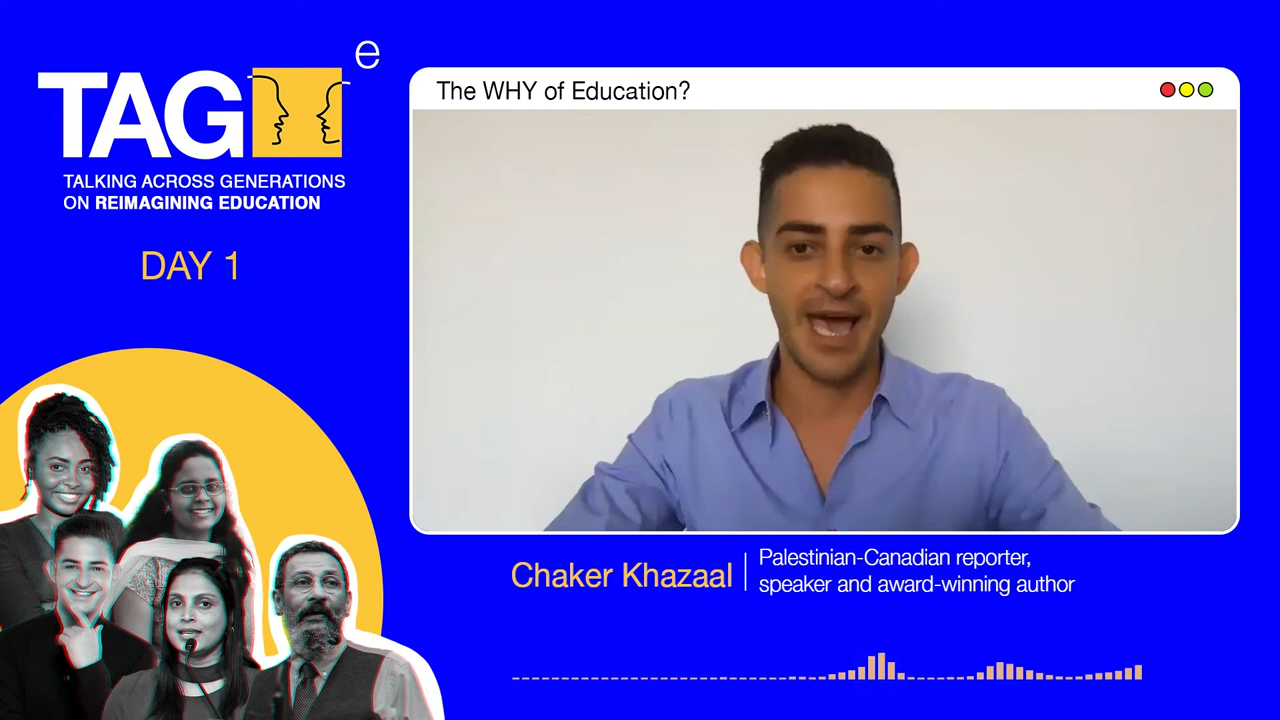 TAG e
TALKING ACROSS GENERATIONS
ON REIMAGINING EDUCATION
DAY 1
The WHY of Education?
Chaker Khazaal
Palestinian-Canadian reporter,
speaker and award-winning author